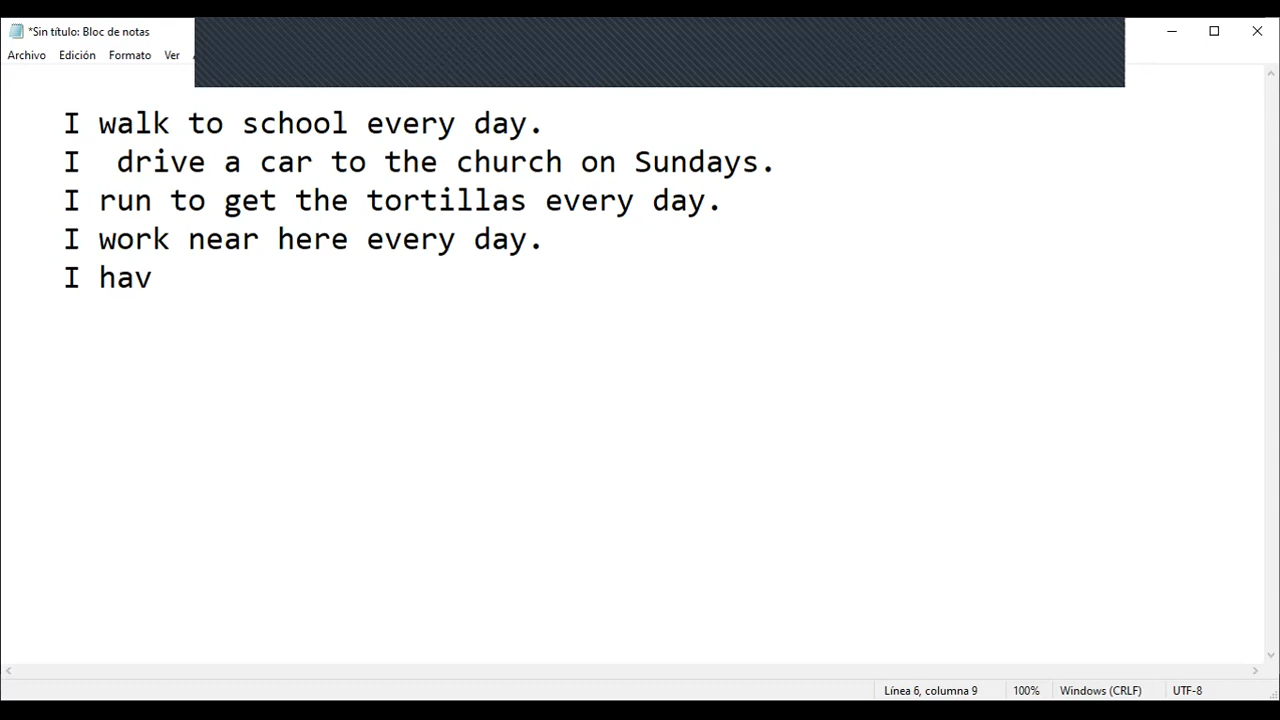 *Sin título: Bloc de notas
Archivo Edición Formato Ver
I walk to school every day.
I  drive a car to the church on Sundays.
I run to get the tortillas every day.
I work near here every day.
I hav
Línea 6, columna 9 100% Windows (CRLF) UTF-8